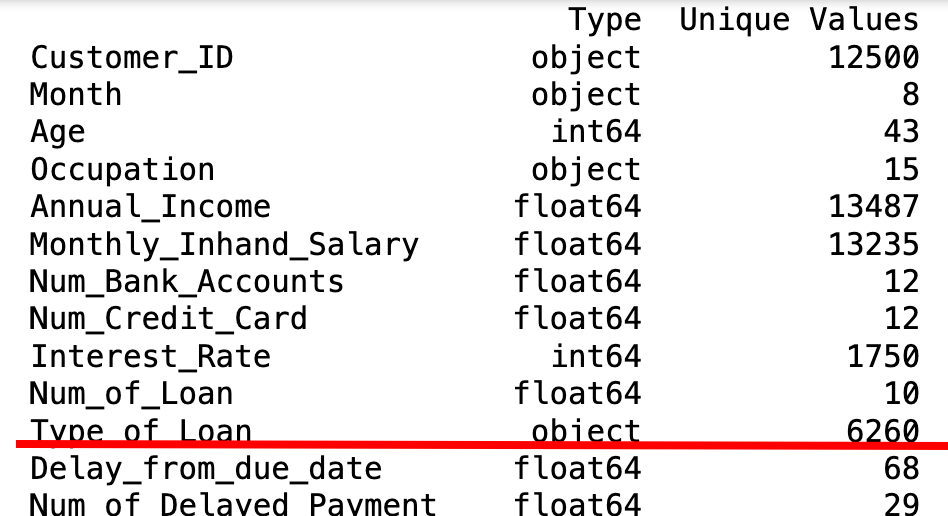 Type Unique Values
Customer_ID object 12500
Month object 8
Age int64 43
Occupation object 15
Annual_Income float64 13487
Monthly_Inhand_Salary float64 13235
Num_Bank_Accounts float64 12
Num_Credit_Card float64 12
Interest_Rate int64 1750
Num_of_Loan float64 10
Type_of_Loan object 6260
Delay_from_due_date float64 68
Num_of_Delayed_Payment float64 29